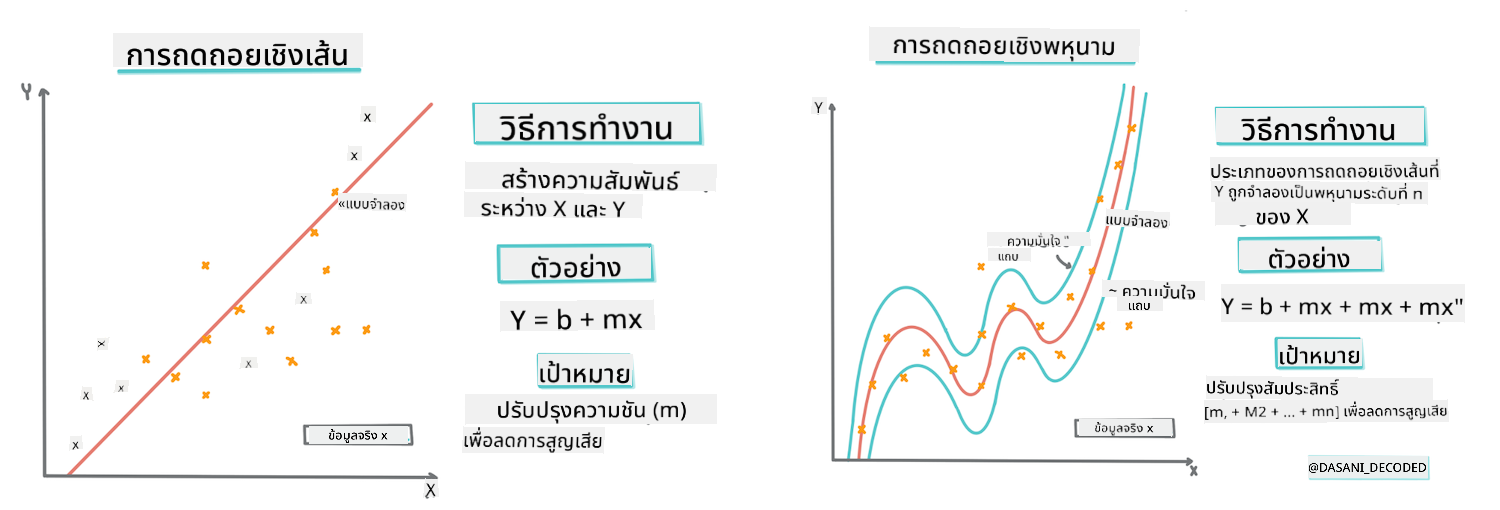 การถดถอยเชิงเส้น
Y
วิธีการทำงาน
สร้างความสัมพันธ์
ระหว่าง X และ Y
«แบบจำลอง
ตัวอย่าง
Y = b + mx
เป้าหมาย
ปรับปรุงความชัน (m)
เพื่อลดการสูญเสีย
ข้อมูลจริง x
X
การถดถอยเชิงพหุนาม
Y
วิธีการทำงาน
ประเภทของการถดถอยเชิงเส้นที่
Y ถูกจำลองเป็นพหุนามระดับที่ n
ของ X
แบบจำลอง
ความมั่นใจ "
แถบ
~ ความมั่นใจ
แถบ
ตัวอย่าง
Y = b + mx + mx + mx"
เป้าหมาย
ปรับปรุงสัมประสิทธิ์
[m, + M2 + ... + mn] เพื่อลดการสูญเสีย
ข้อมูลจริง x
x
@DASANI_DECODED